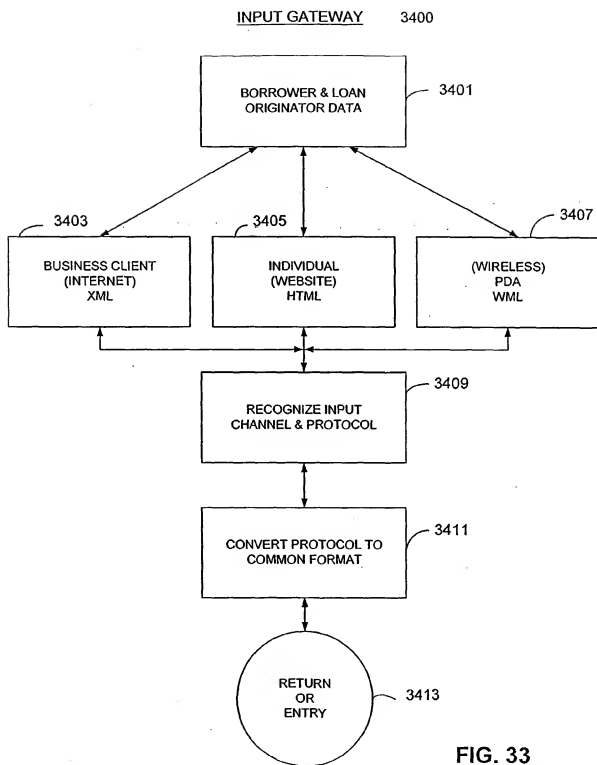 INPUT GATEWAY 3400
BORROWER & LOAN
ORIGINATOR DATA
3401
3403
BUSINESS CLIENT
(INTERNET)
XML
3405
INDIVIDUAL
(WEBSITE)
HTML
3407
(WIRELESS)
PDA
WML
3409
RECOGNIZE INPUT
CHANNEL & PROTOCOL
3411
CONVERT PROTOCOL TO
COMMON FORMAT
RETURN
OR
ENTRY
3413
FIG. 33